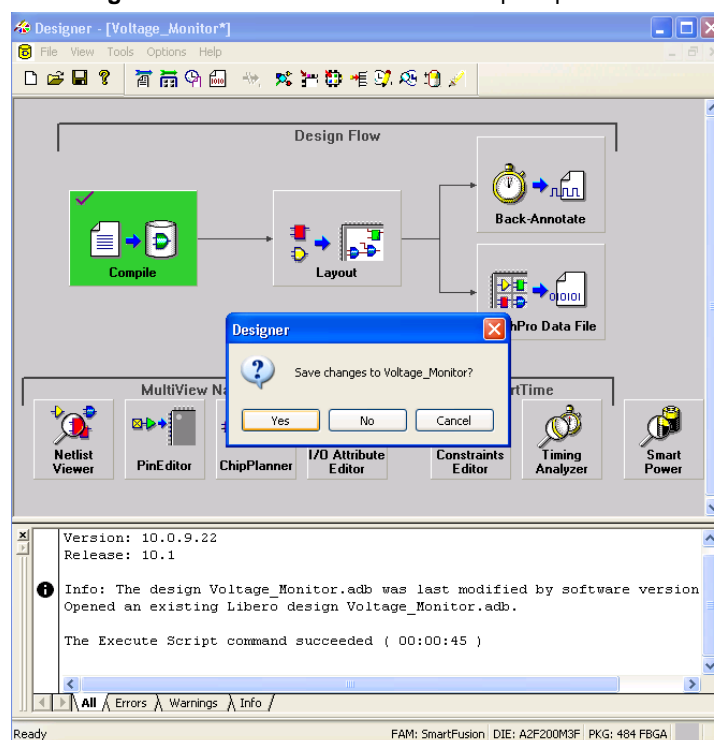 Designer - [Voltage_Monitor*]
File View Tools Options Help
Design Flow
Compile
Layout
Back-Annotate
hPro Data File
Designer
Save changes to Voltage_Monitor?
Yes No Cancel
MultiView Na
rtTime
Netlist Viewer
PinEditor
ChipPlanner
I/O Attribute Editor
Constraints Editor
Timing Analyzer
Smart Power
Version: 10.0.9.22
Release: 10.1
Info: The design Voltage_Monitor.adb was last modified by software version
Opened an existing Libero design Voltage_Monitor.adb.
The Execute Script command succeeded ( 00:00:45 )
All Errors Warnings Info
Ready FAM: SmartFusion DIE: A2F200M3F PKG: 484 FBGA